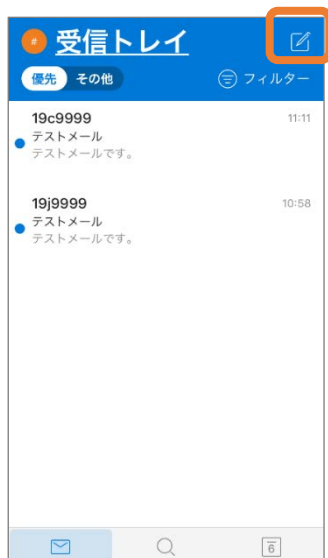 # 受信トレイ
優先 その他 フィルター
19c9999 11:11
テストメール
テストメールです。
19j9999 10:58
テストメール
テストメールです。
6